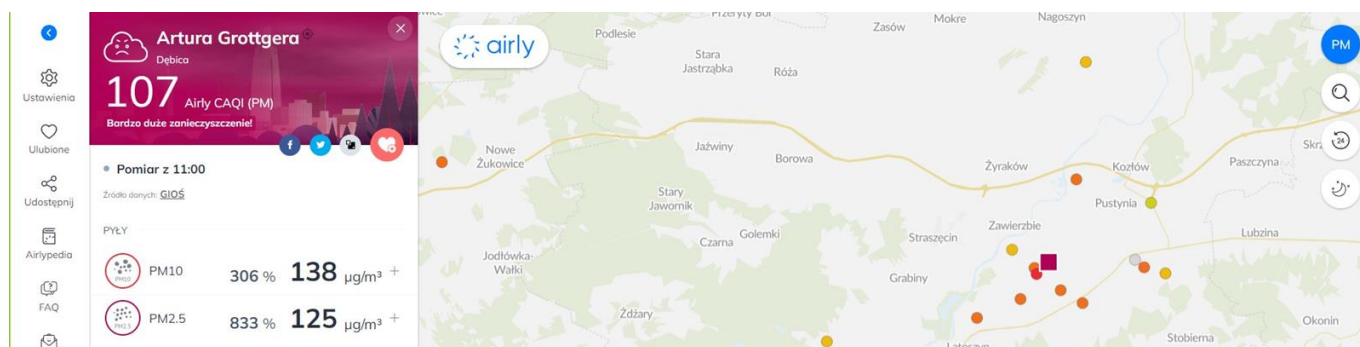 Ustawienia
Ulubione
Udostępnij
Airlypedia
FAQ
Artura Grottgera
Dębica
107 Airly CAQI (PM)
Bardzo duże zanieczyszczenie!
Pomiar z 11:00
Źródło danych: GIOŚ
PYŁY
PM10
PM10 306 % 138 µg/m³ +
PM2.5
PM2.5 833 % 125 µg/m³ +
airly
PM
24
Przeryty Bór
Podlesie
Zasów
Mokre
Nagoszyn
Stara
Jastrząbka
Róża
Nowe
Żukowice
Jaźwiny
Borowa
Żyraków
Kozłów
Paszczyna
Stary
Jawornik
Pustynia
Czarna
Golemki
Straszęcin
Zawierzbie
Lubzina
Jodłówka-
Wałki
Grabiny
Żdżary
Okonin
Stobierna